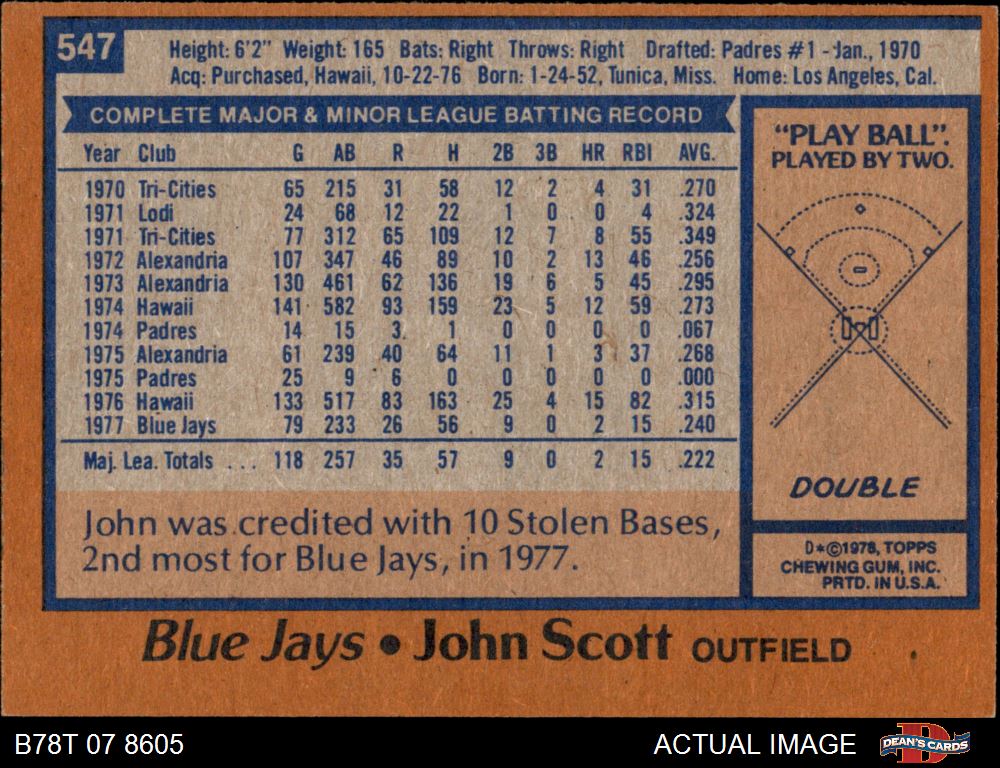 547
Height: 6'2" Weight: 165 Bats: Right Throws: Right Drafted: Padres #1 - Jan., 1970
Acq: Purchased, Hawaii, 10-22-76 Born: 1-24-52, Tunica, Miss. Home: Los Angeles, Cal.
COMPLETE MAJOR & MINOR LEAGUE BATTING RECORD
Year Club G AB R H 2B 3B HR RBI AVG.
1970 Tri-Cities 65 215 31 58 12 2 4 31 .270
1971 Lodi 24 68 12 22 1 0 0 4 .324
1971 Tri-Cities 77 312 65 109 12 7 8 55 .349
1972 Alexandria 107 347 46 89 10 2 13 46 .256
1973 Alexandria 130 461 62 136 19 6 5 45 .295
1974 Hawaii 141 582 93 159 23 5 12 59 .273
1974 Padres 14 15 3 1 0 0 0 0 .067
1975 Alexandria 61 239 40 64 11 1 3 37 .268
1975 Padres 25 9 6 0 0 0 0 0 .000
1976 Hawaii 133 517 83 163 25 4 15 82 .315
1977 Blue Jays 79 233 26 56 9 0 2 15 .240
Maj. Lea. Totals ... 118 257 35 57 9 0 2 15 .222
John was credited with 10 Stolen Bases,
2nd most for Blue Jays, in 1977.
"PLAY BALL".
PLAYED BY TWO.
DOUBLE
D*©1978, TOPPS
CHEWING GUM, INC.
PRTD. IN U.S.A.
Blue Jays • John Scott OUTFIELD
B78T 07 8605
ACTUAL IMAGE
DEAN'S CARDS